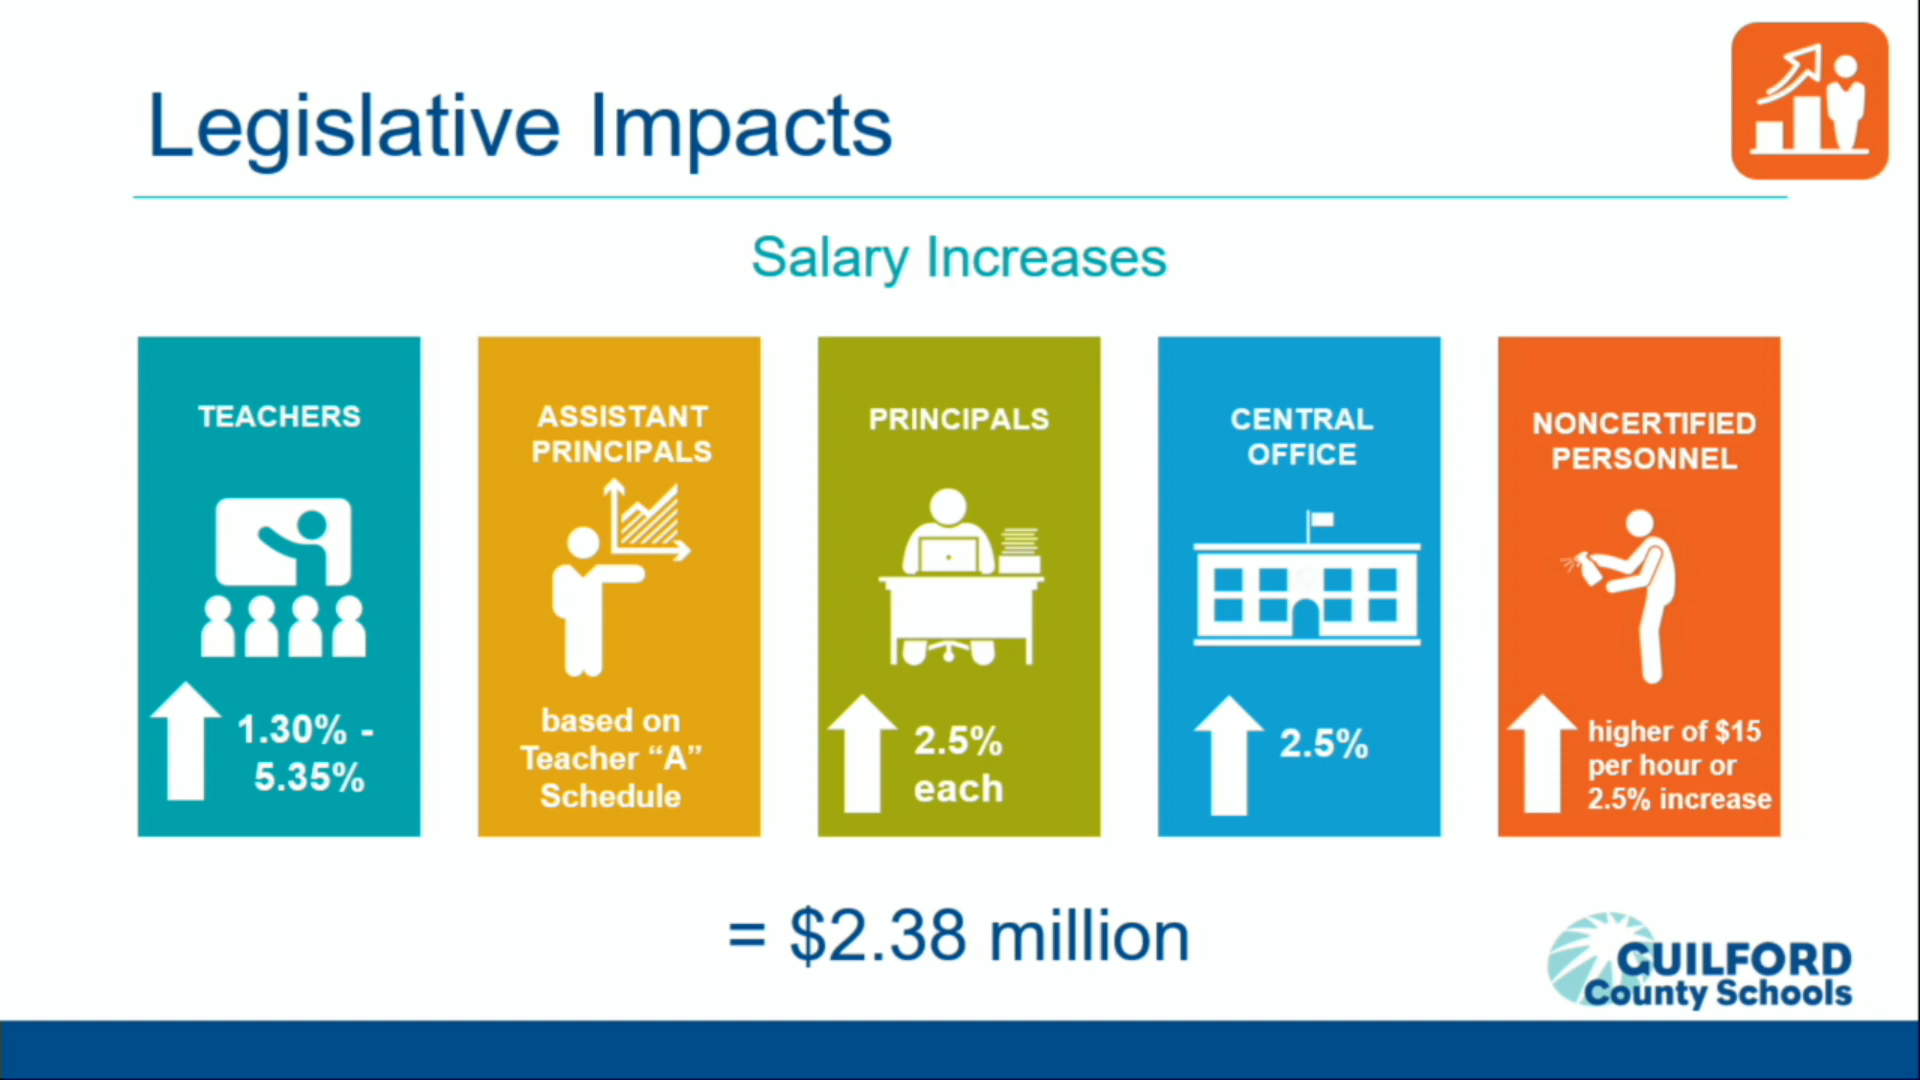 Legislative Impacts
Salary Increases
TEACHERS
1.30% -
5.35%
ASSISTANT
PRINCIPALS
based on
Teacher “A”
Schedule
PRINCIPALS
2.5%
each
CENTRAL
OFFICE
2.5%
NONCERTIFIED
PERSONNEL
higher of $15
per hour or
2.5% increase
= $2.38 million
GUILFORD
County Schools